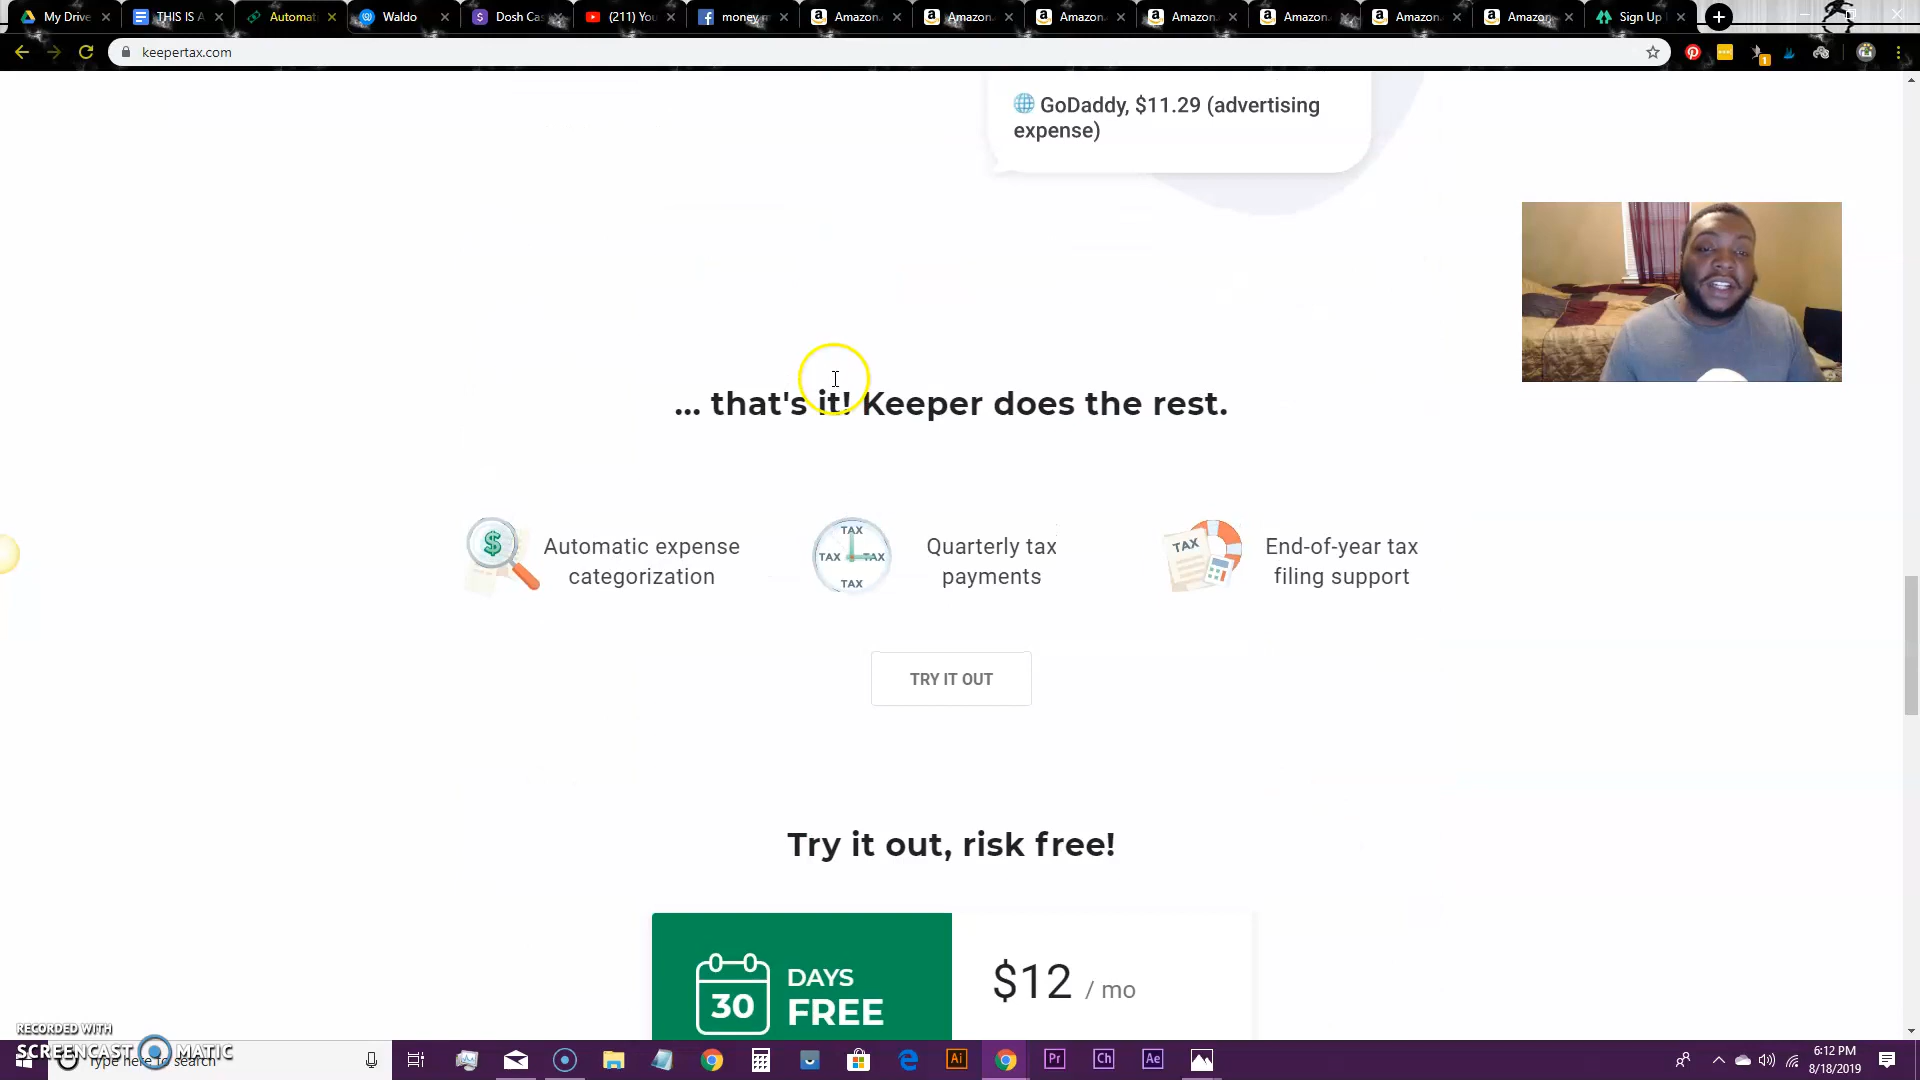 My Drive
THIS IS A
Automat
Waldo
Dosh Ca
(211) You
money m
Amazon.
Amazon.
Amazon.
Amazon.
Amazon.
Amazon.
Amazon.
Sign Up
keepertax.com
GoDaddy, $11.29 (advertising
expense)
... that's it! Keeper does the rest.
Automatic expense
categorization
TAX
TAX TAX
TAX
Quarterly tax
payments
TAX
End-of-year tax
filing support
TRY IT OUT
Try it out, risk free!
30
DAYS
FREE
$12 / mo
RECORDED WITH
SCREENCAST MATIC
Type here to search
Ai
Pr
Ch
Ae
6:12 PM
8/18/2019